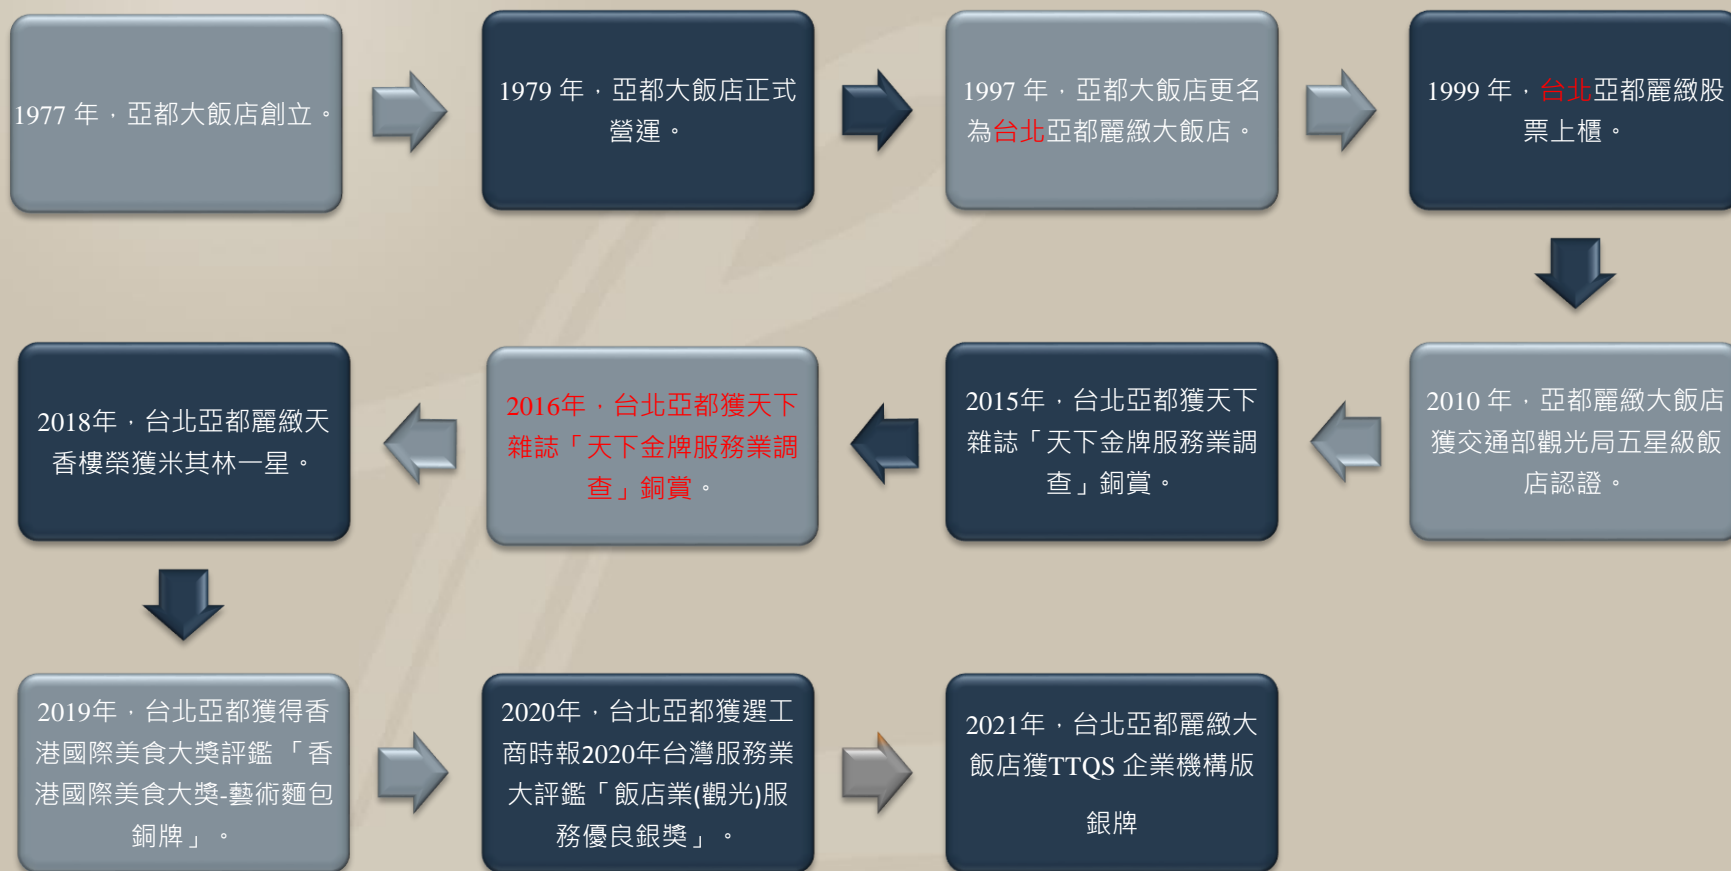 1977 年，亞都大飯店創立。
1979 年，亞都大飯店正式
營運。
1997 年，亞都大飯店更名
為台北亞都麗緻大飯店。
1999 年，台北亞都麗緻股
票上櫃。
2010 年，亞都麗緻大飯店
獲交通部觀光局五星級飯
店認證。
2015年，台北亞都獲天下
雜誌「天下金牌服務業調
查」銅賞。
2016年，台北亞都獲天下
雜誌「天下金牌服務業調
查」銅賞。
2018年，台北亞都麗緻天
香樓榮獲米其林一星。
2019年，台北亞都獲得香
港國際美食大獎評鑑 「香
港國際美食大獎-藝術麵包
銅牌」。
2020年，台北亞都獲選工
商時報2020年台灣服務業
大評鑑「飯店業(觀光)服
務優良銀獎」。
2021年，台北亞都麗緻大
飯店獲TTQS 企業機構版
銀牌